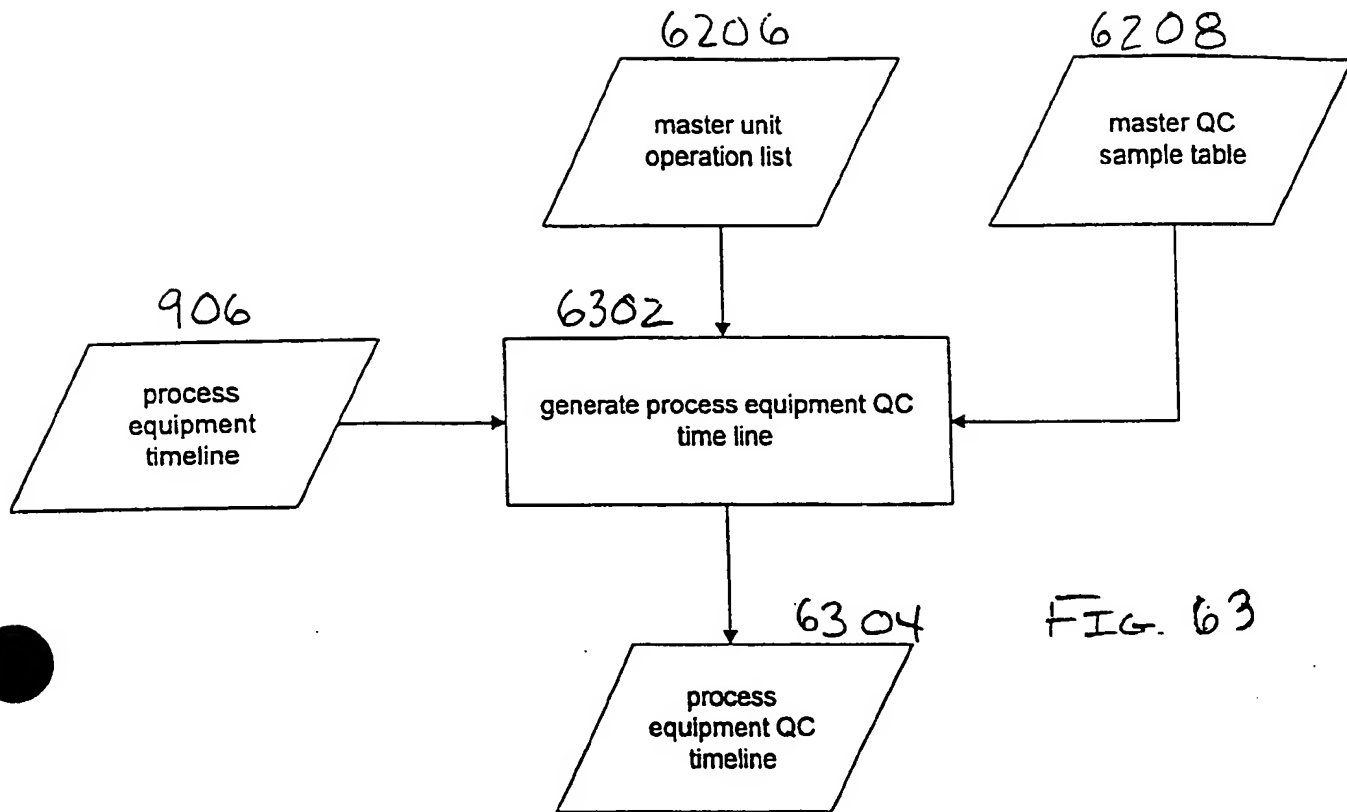 6206
6208
master unit
operation list
master QC
sample table
906
6302
process
equipment
timeline
generate process equipment QC
time line
6304
FIG. 63
process
equipment QC
timeline